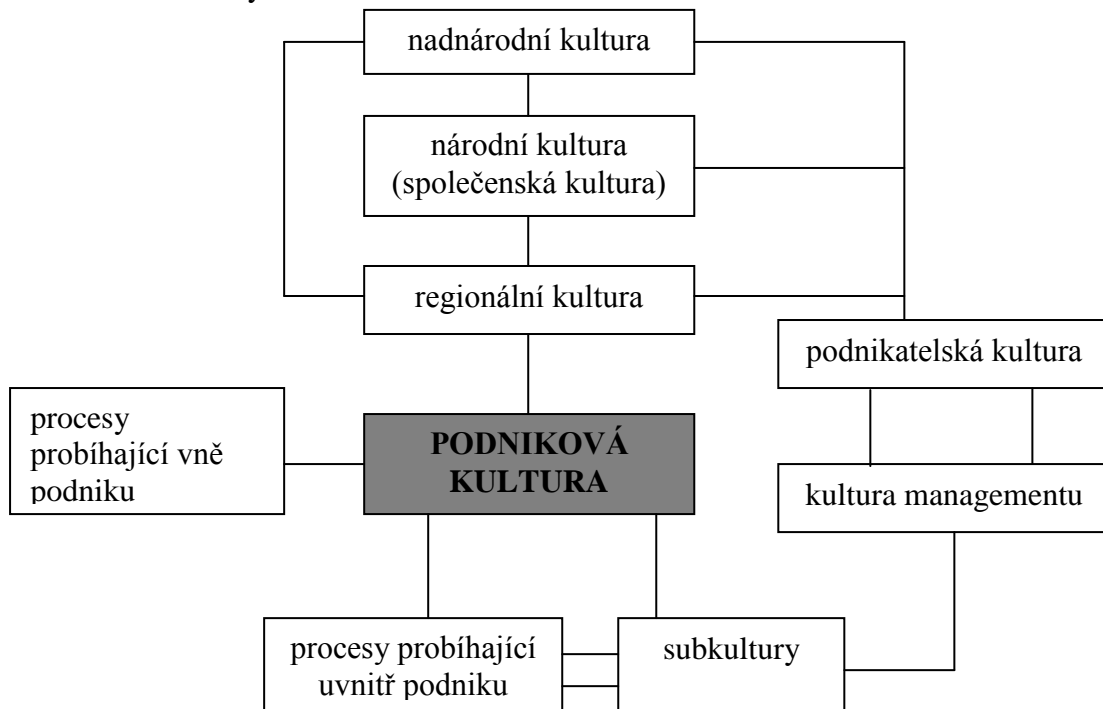 nadnárodní kultura
národní kultura
(společenská kultura)
regionální kultura
podnikatelská kultura
procesy
probíhající vně
podniku
PODNIKOVÁ
KULTURA
kultura managementu
procesy probíhající
uvnitř podniku
subkultury